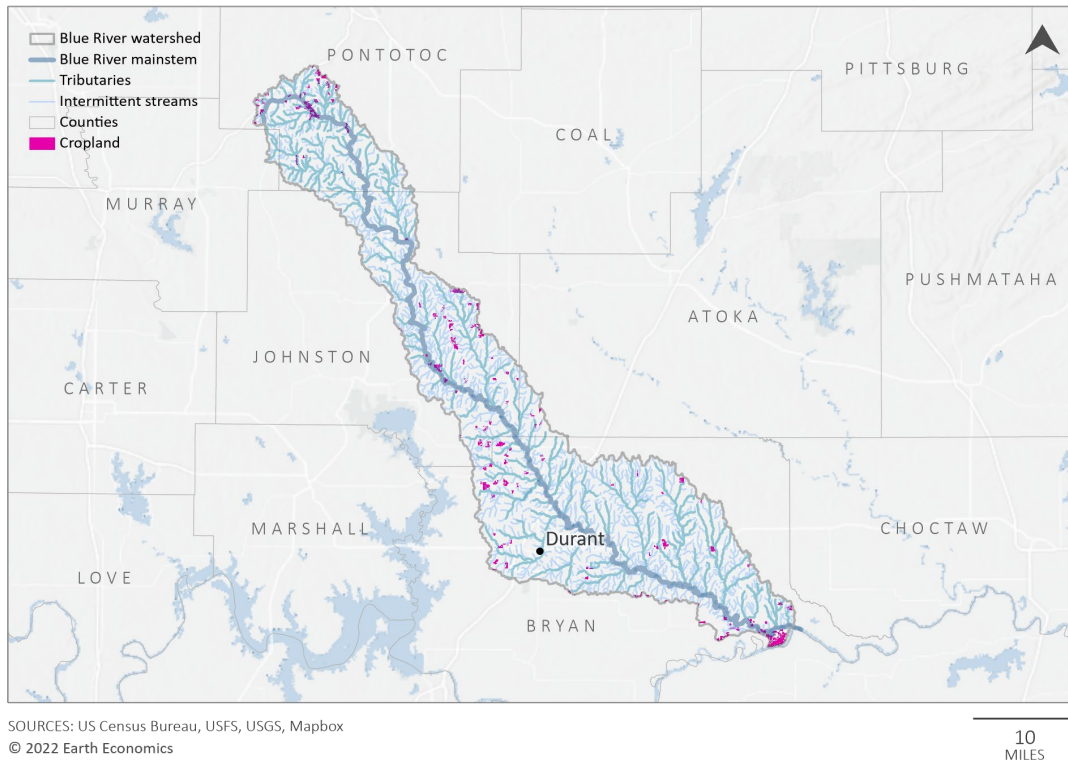 Blue River watershed
Blue River mainstem
Tributaries
Intermittent streams
Counties
Cropland
PONTOTOC
PITTSBURG
COAL
MURRAY
PUSHMATAHA
ATOKA
JOHNSTON
CARTER
MARSHALL
CHOCTAW
Durant
LOVE
BRYAN
SOURCES: US Census Bureau, USFS, USGS, Mapbox
© 2022 Earth Economics
10
MILES